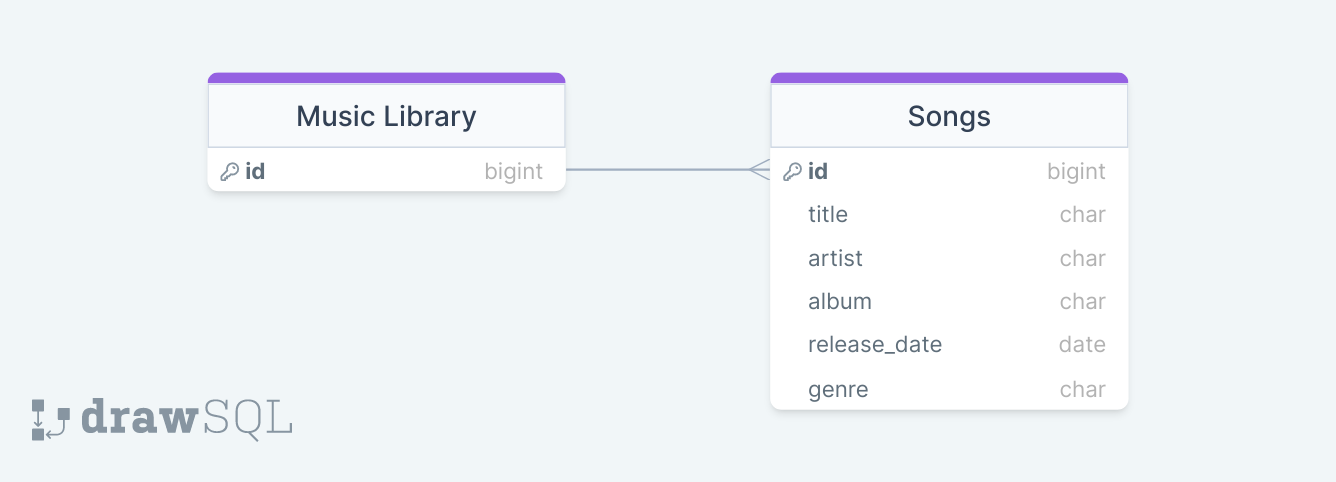 Music Library
id bigint
Songs
id bigint
title char
artist char
album char
release_date date
genre char
drawSQL